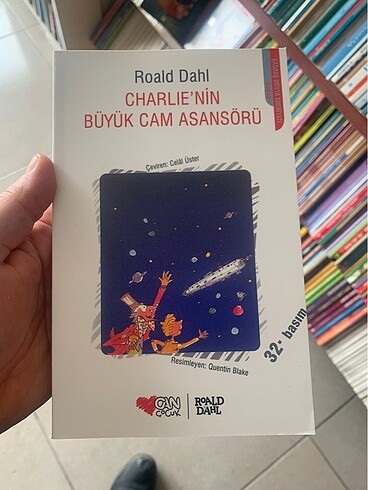 Roald Dahl
CHARLIE'NİN
BÜYÜK CAM ASANSÖRÜ
Çeviren: Celâl Üster
Resimleyen: Quentin Blake
32. basım
CAN
ÇOCUK
ROALD
DAHL